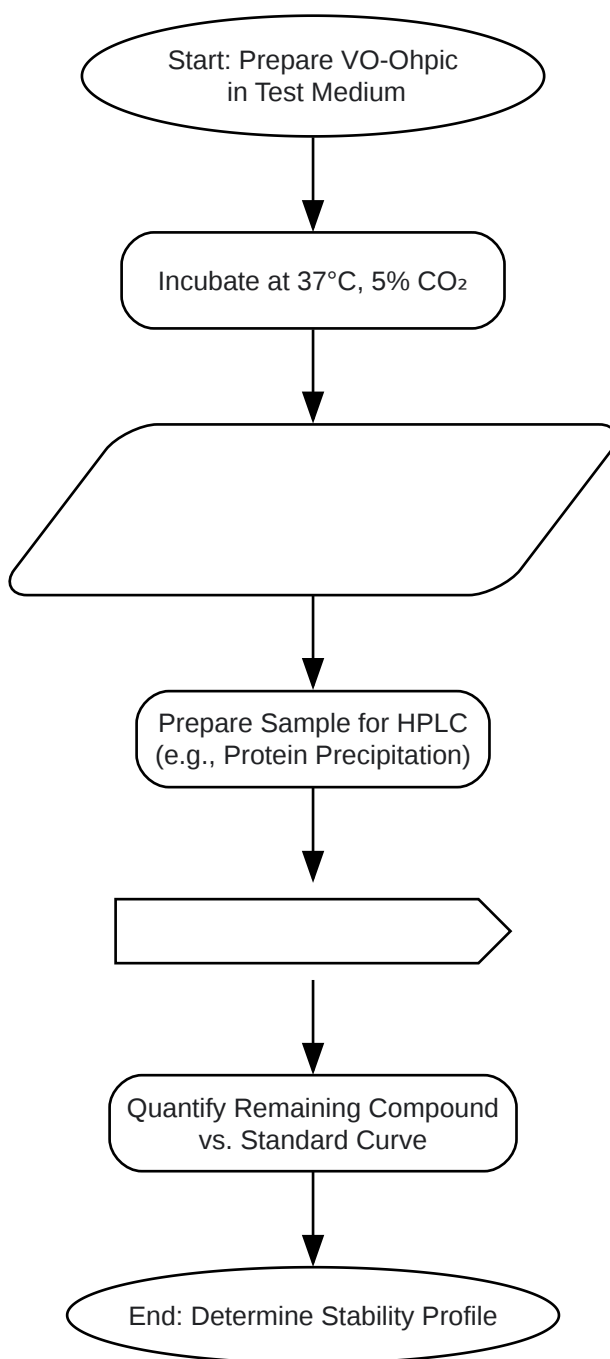 Start: Prepare VO-Ohpic
in Test Medium
Incubate at 37°C, 5% CO₂
Prepare Sample for HPLC
(e.g., Protein Precipitation)
Quantify Remaining Compound
vs. Standard Curve
End: Determine Stability Profile